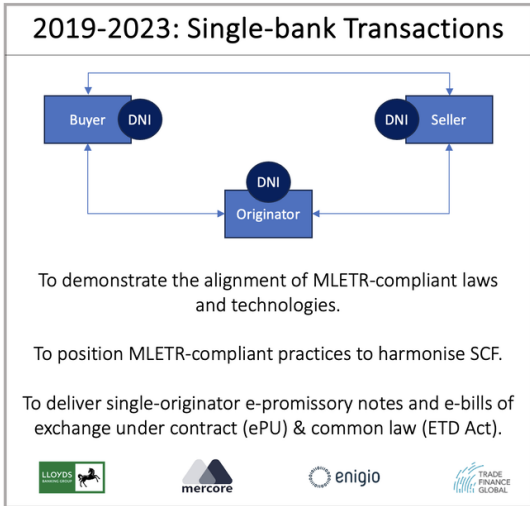 2019-2023: Single-bank Transactions
Buyer
DNI
DNI
Seller
DNI
Originator
To demonstrate the alignment of MLETR-compliant laws
and technologies.
To position MLETR-compliant practices to harmonise SCF.
To deliver single-originator e-promissory notes and e-bills of
exchange under contract (ePU) & common law (ETD Act).
LLOYDS
BANKING GROUP
mercore
enigio
TRADE
FINANCE
GLOBAL